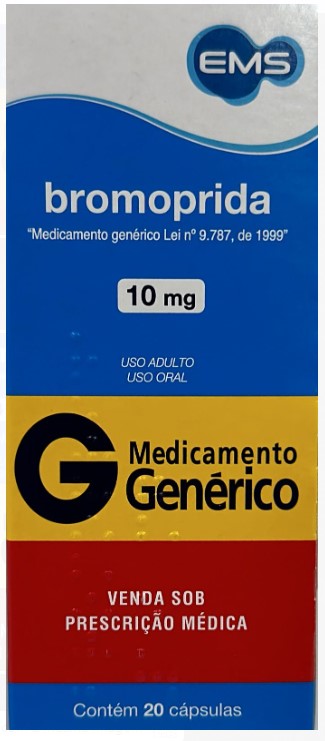 EMS
bromoprida
"Medicamento genérico Lei nº 9.787, de 1999"
10 mg
USO ADULTO
USO ORAL
G Medicamento
Genérico
VENDA SOB
PRESCRIÇÃO MÉDICA
Contém 20 cápsulas